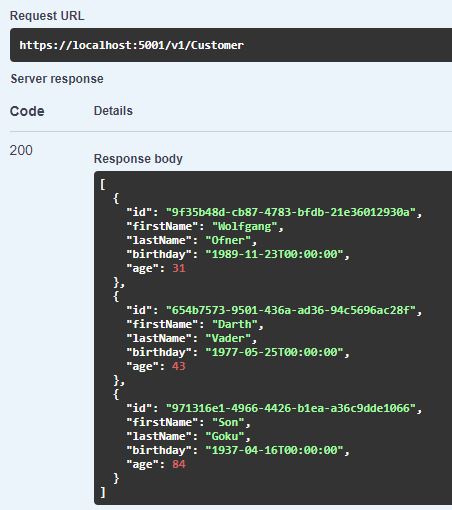 Request URL
https://localhost:5001/v1/Customer
Server response
Code Details
200
Response body
[
  {
    "id": "9f35b48d-cb87-4783-bfdb-21e36012930a",
    "firstName": "Wolfgang",
    "lastName": "Ofner",
    "birthday": "1989-11-23T00:00:00",
    "age": 31
  },
  {
    "id": "654b7573-9501-436a-ad36-94c5696ac28f",
    "firstName": "Darth",
    "lastName": "Vader",
    "birthday": "1977-05-25T00:00:00",
    "age": 43
  },
  {
    "id": "971316e1-4966-4426-b1ea-a36c9dde1066",
    "firstName": "Son",
    "lastName": "Goku",
    "birthday": "1937-04-16T00:00:00",
    "age": 84
  }
]